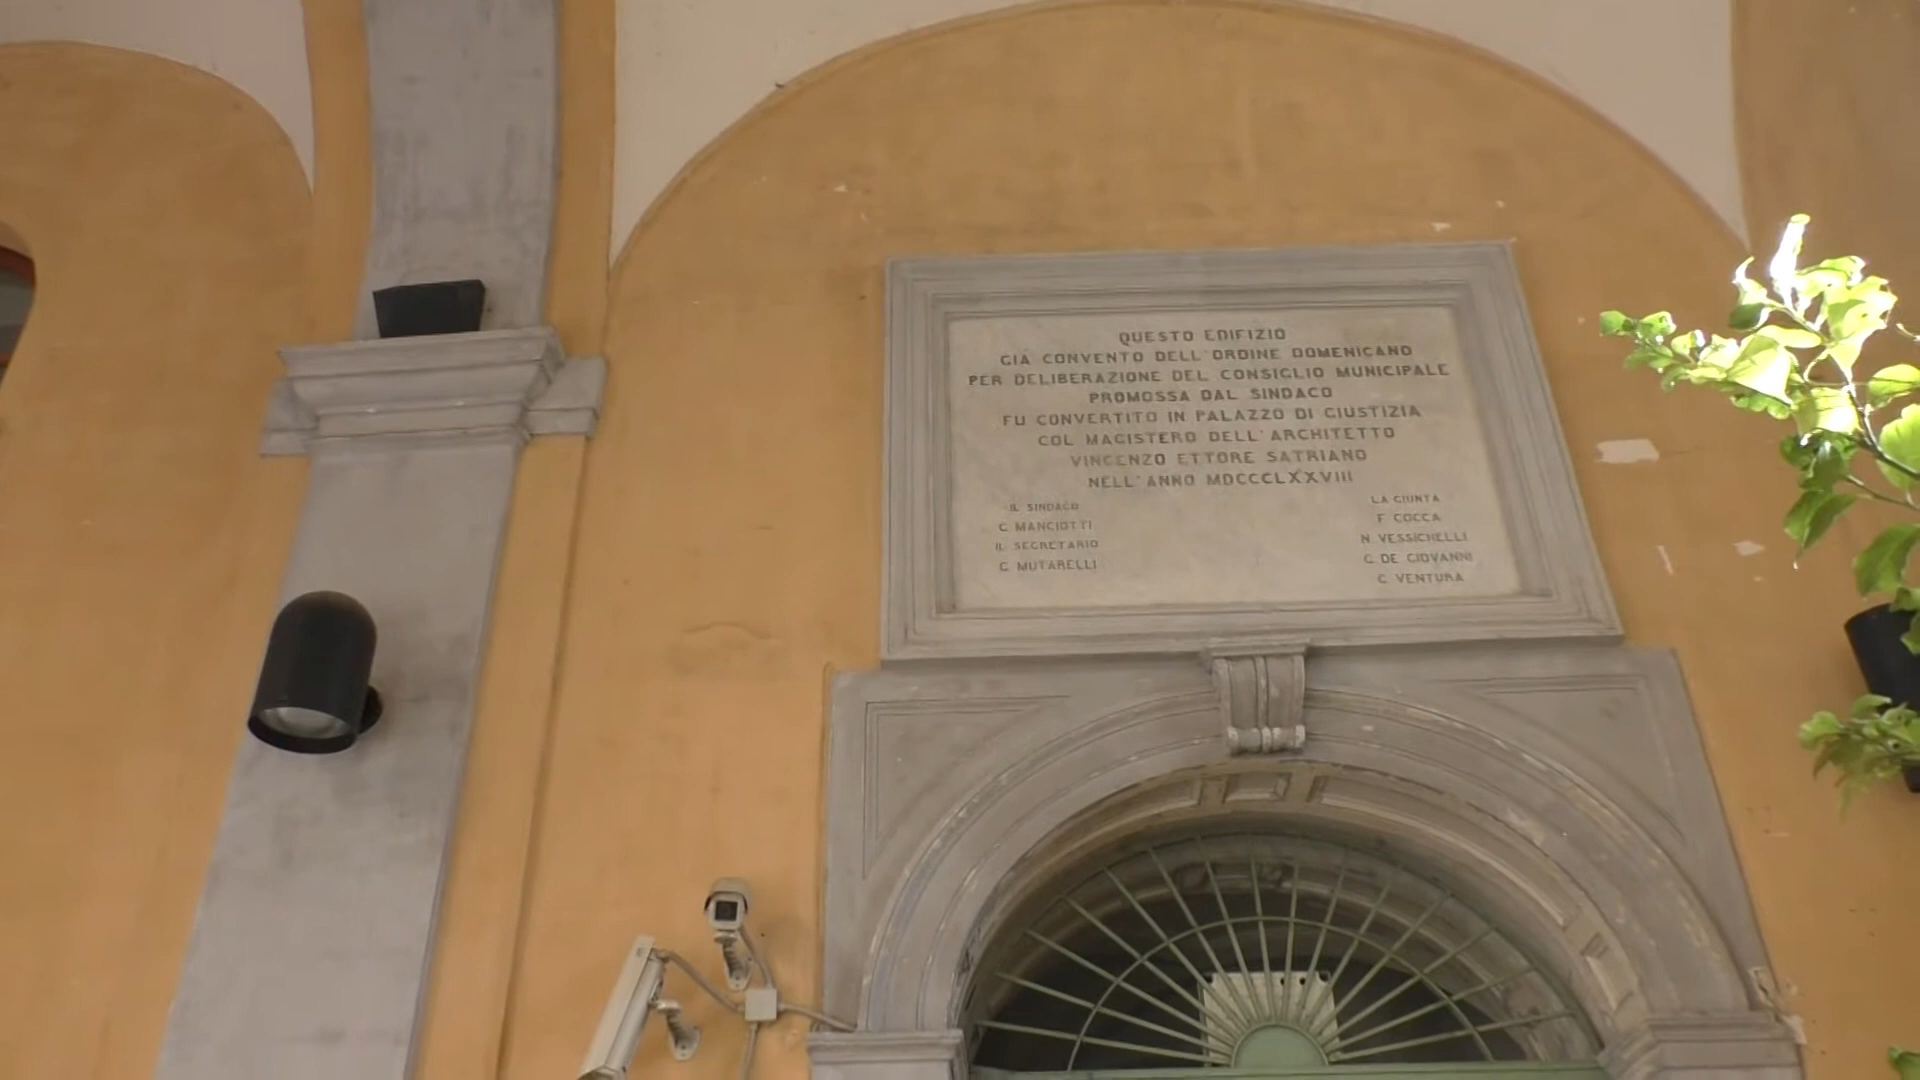 QUESTO EDIFIZIO
GIÀ CONVENTO DELL'ORDINE DOMENICANO
PER DELIBERAZIONE DEL CONSIGLIO MUNICIPALE
PROMOSSA DAL SINDACO
FU CONVERTITO IN PALAZZO DI GIUSTIZIA
COL MAGISTERO DELL'ARCHITETTO
VINCENZO ETTORE SATRIANO
NELL'ANNO MDCCCLXXVIII
IL SINDACO
G. MANCIOTTI
IL SEGRETARIO
G. MUTARELLI
LA GIUNTA
F. COCCA
N. VESSICHELLI
C. DE GIOVANNI
C. VENTURA